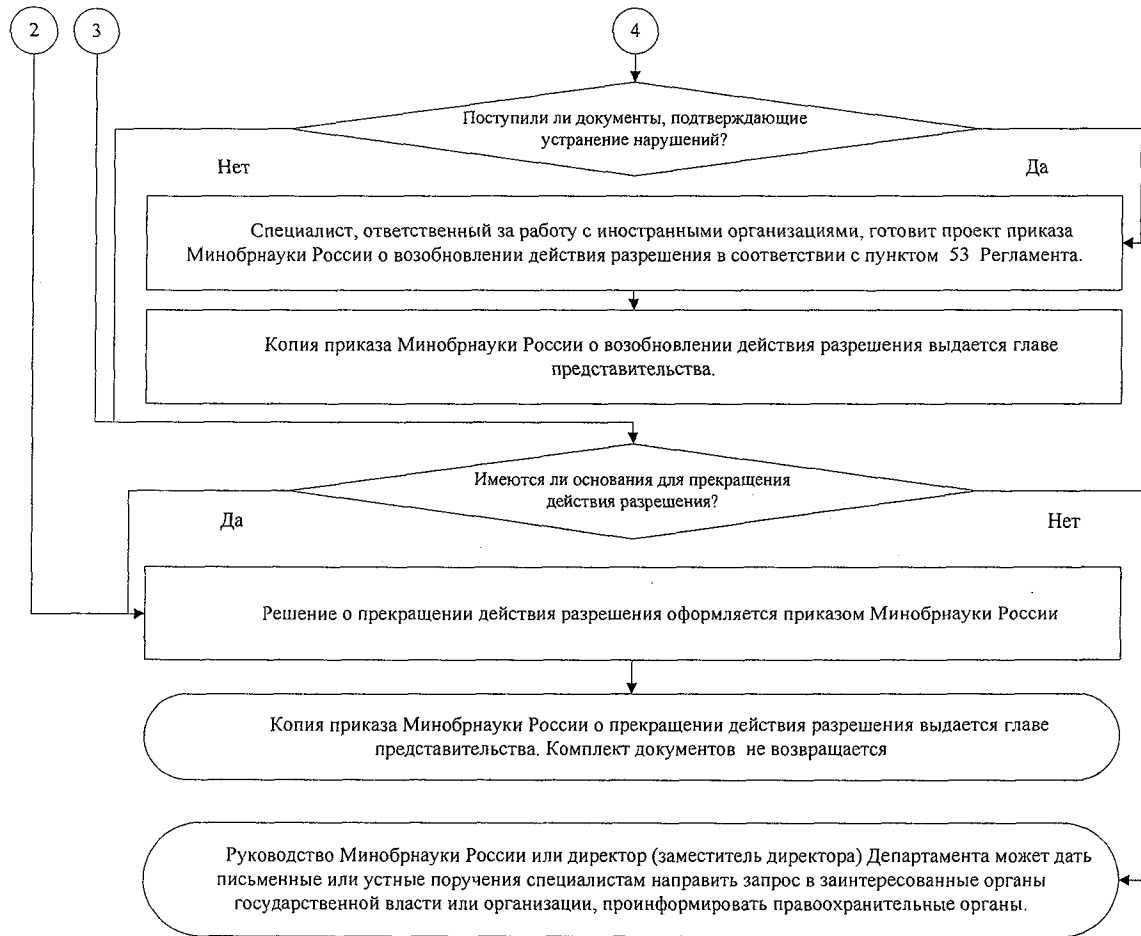 2
3
4
Поступили ли документы, подтверждающие
устранение нарушений?
Нет
Да
Специалист, ответственный за работу с иностранными организациями, готовит проект приказа
Минобрнауки России о возобновлении действия разрешения в соответствии с пунктом 53 Регламента.
Копия приказа Минобрнауки России о возобновлении действия разрешения выдается главе
представительства.
Имеются ли основания для прекращения
действия разрешения?
Да
Нет
Решение о прекращении действия разрешения оформляется приказом Минобрнауки России
Копия приказа Минобрнауки России о прекращении действия разрешения выдается главе
представительства. Комплект документов не возвращается
Руководство Минобрнауки России или директор (заместитель директора) Департамента может дать
письменные или устные поручения специалистам направить запрос в заинтересованные органы
государственной власти или организации, проинформировать правоохранительные органы.